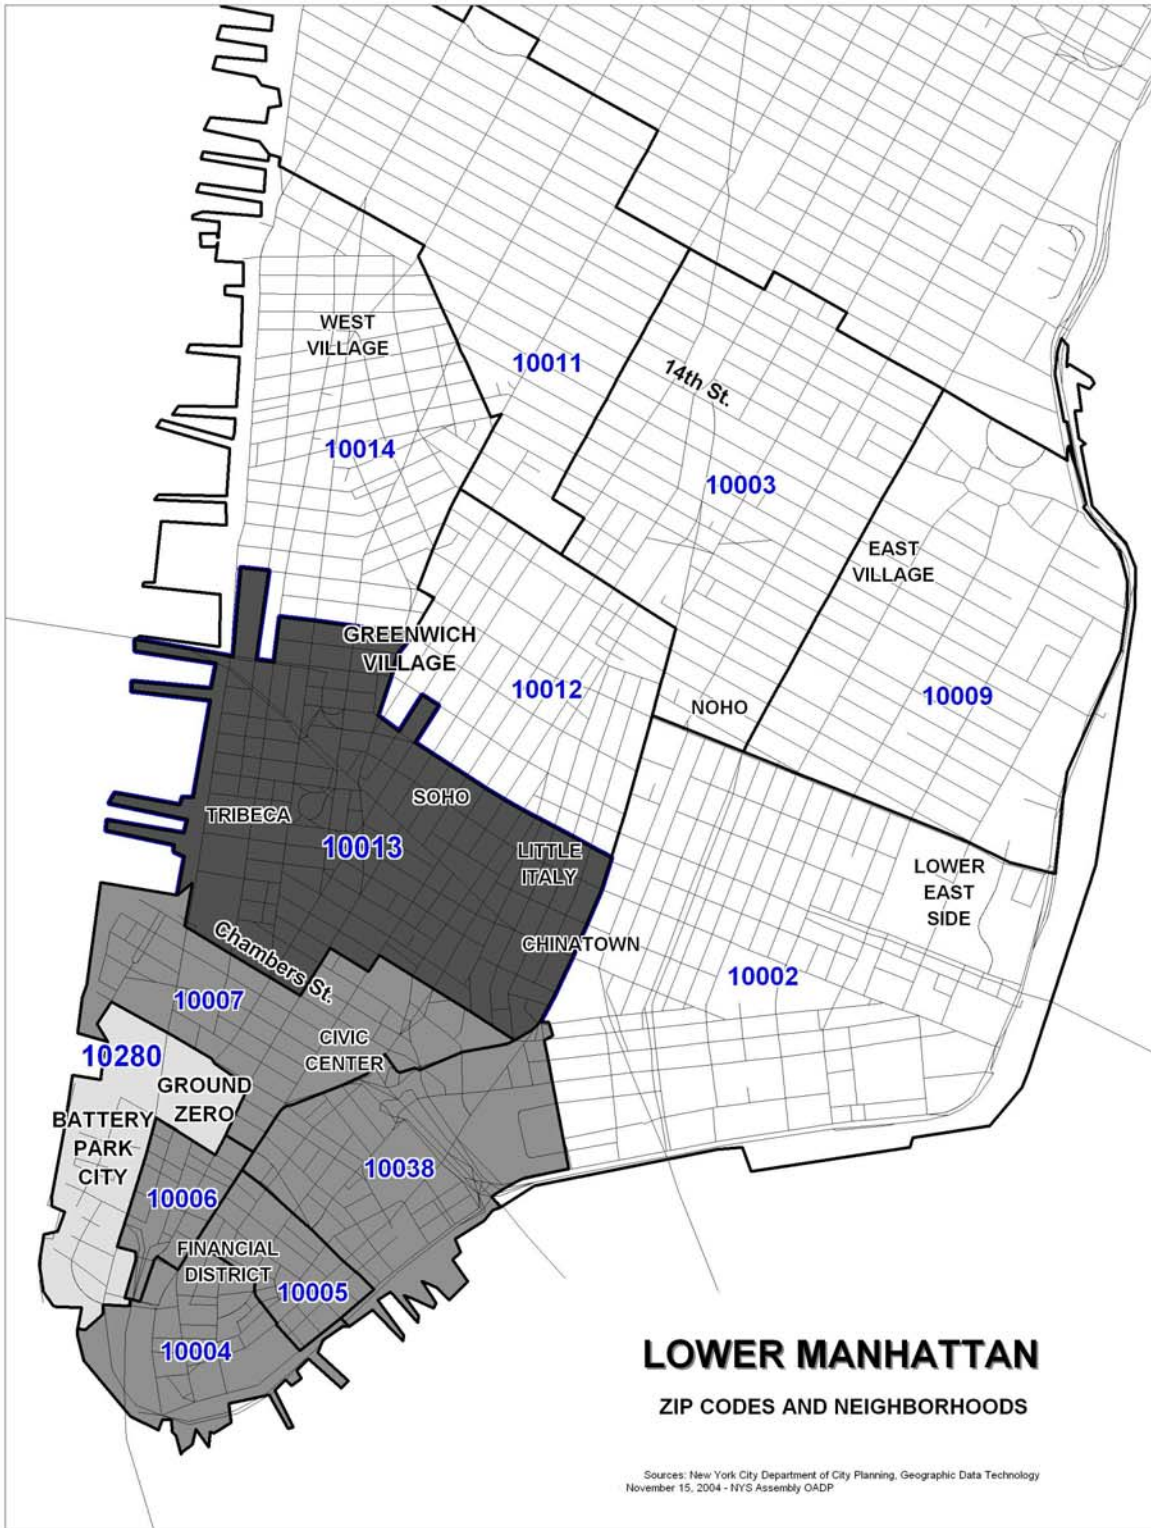 WEST
VILLAGE
10011
14th St.
10014
10003
EAST
VILLAGE
GREENWICH
VILLAGE
10012
10009
NOHO
TRIBECA
SOHO
10013
LITTLE
ITALY
LOWER
EAST
SIDE
CHINATOWN
Chambers St.
10002
10007
CIVIC
CENTER
10280
GROUND
ZERO
BATTERY
PARK
CITY
10038
10006
FINANCIAL
DISTRICT
10005
10004
LOWER MANHATTAN
ZIP CODES AND NEIGHBORHOODS
Sources: New York City Department of City Planning, Geographic Data Technology
November 15, 2004 - NYS Assembly OADP